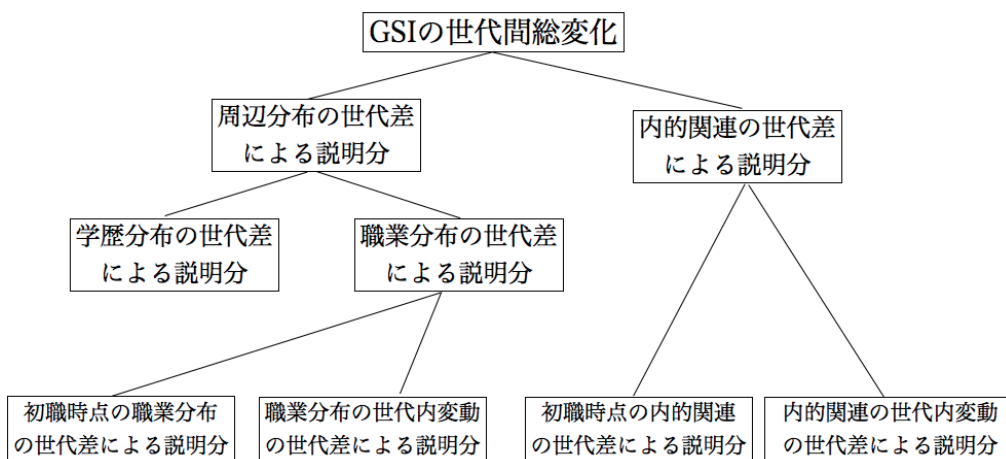 GSIの世代間総変化
周辺分布の世代差
による説明分
内的関連の世代差
による説明分
学歴分布の世代差
による説明分
職業分布の世代差
による説明分
初職時点の職業分布
の世代差による説明分
職業分布の世代内変動
の世代差による説明分
初職時点の内的関連
の世代差による説明分
内的関連の世代内変動
の世代差による説明分